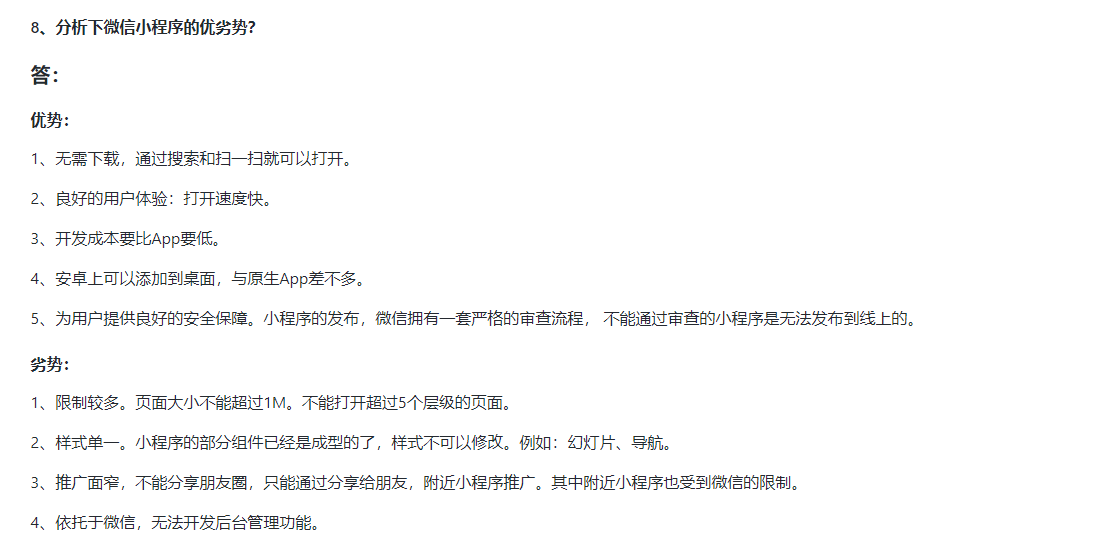 8、分析下微信小程序的优劣势？
答：
优势：
1、无需下载，通过搜索和扫一扫就可以打开。
2、良好的用户体验：打开速度快。
3、开发成本要比App要低。
4、安卓上可以添加到桌面，与原生App差不多。
5、为用户提供良好的安全保障。小程序的发布，微信拥有一套严格的审查流程， 不能通过审查的小程序是无法发布到线上的。
劣势：
1、限制较多。页面大小不能超过1M。不能打开超过5个层级的页面。
2、样式单一。小程序的部分组件已经是成型的了，样式不可以修改。例如：幻灯片、导航。
3、推广面窄，不能分享朋友圈，只能通过分享给朋友，附近小程序推广。其中附近小程序也受到微信的限制。
4、依托于微信，无法开发后台管理功能。